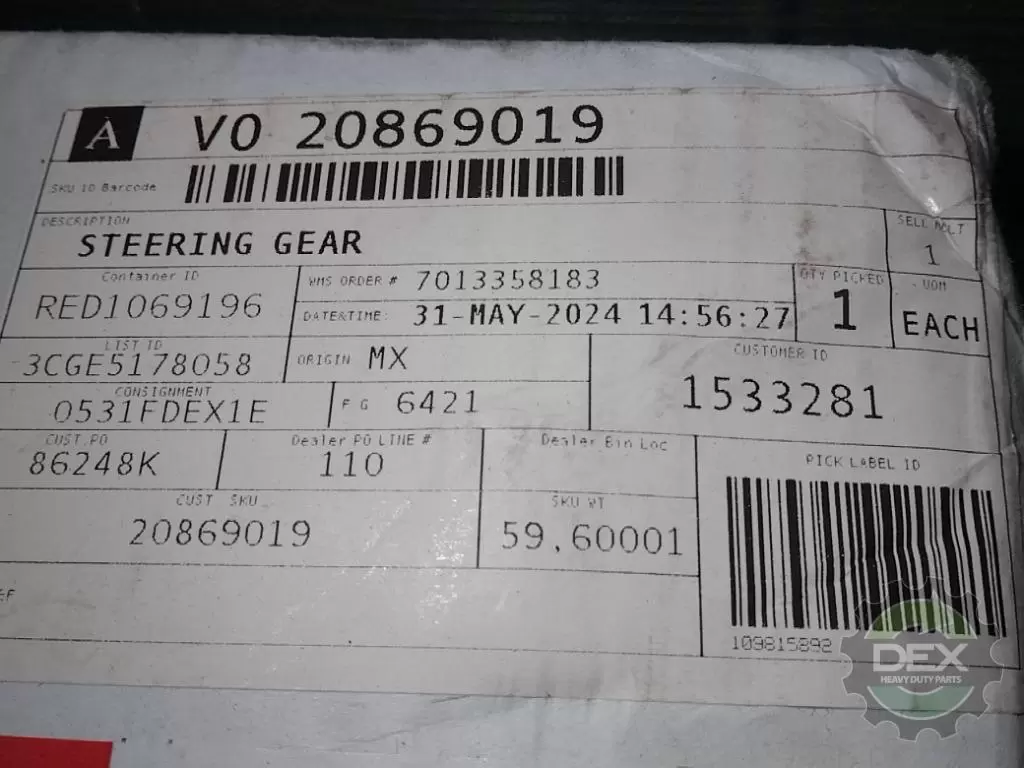 A VO 20869019
SKU ID Barcode
DESCRIPTION
STEERING GEAR
SELL MULT
1
Container ID
RED1069196
WMS ORDER # 7013358183
DATE&TIME: 31-MAY-2024 14:56:27
QTY PICKED
1
UOM
EACH
LIST ID
3CGE5178058
ORIGIN MX
CUSTOMER ID
1533281
CONSIGNMENT
0531FDEX1E
F G 6421
CUST.PO
86248K
Dealer PO LINE #
110
Dealer Bin Loc
PICK LABEL ID
CUST SKU
20869019
SKU WT
59.60001
109815892
DEX
HEAVY DUTY PARTS